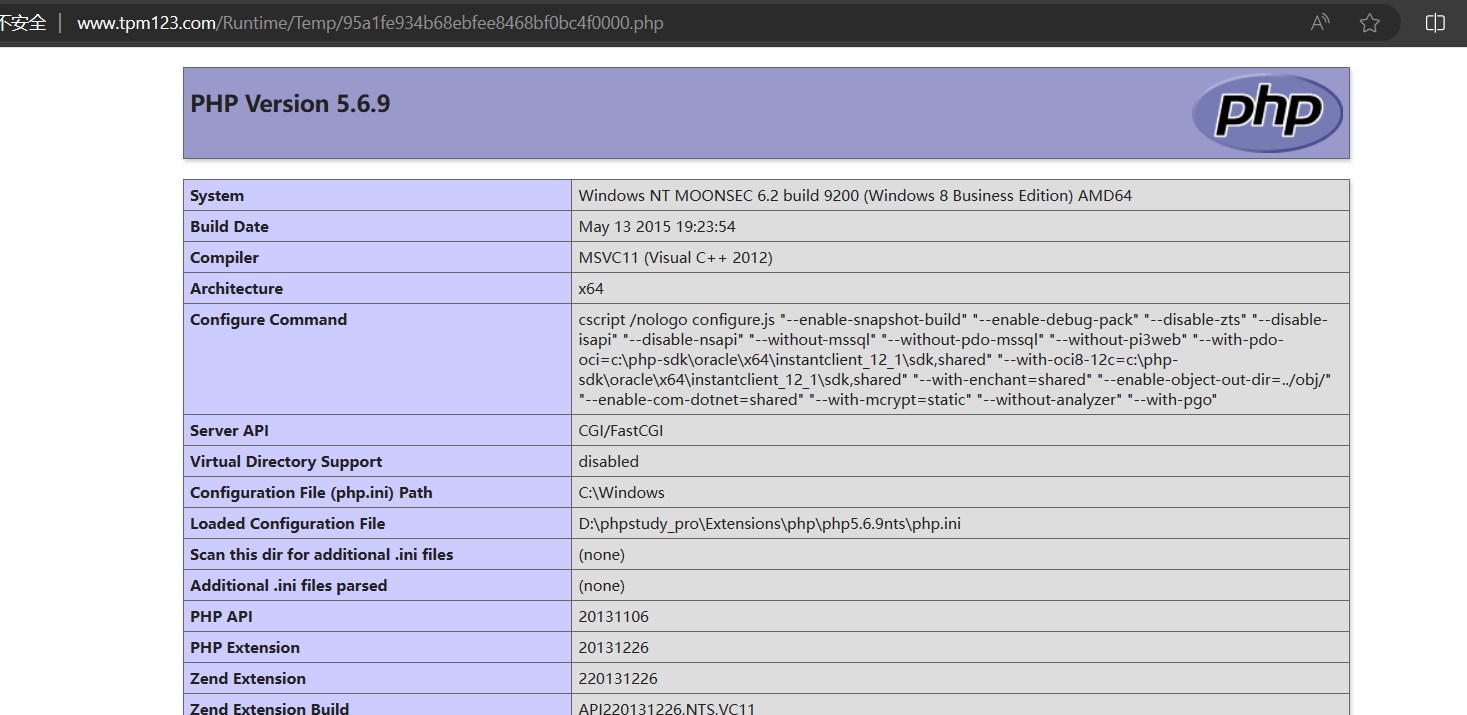 不安全 www.tpm123.com/Runtime/Temp/95a1fe934b68ebfee8468bf0bc4f0000.php A
PHP Version 5.6.9 php
System Windows NT MOONSEC 6.2 build 9200 (Windows 8 Business Edition) AMD64
Build Date May 13 2015 19:23:54
Compiler MSVC11 (Visual C++ 2012)
Architecture x64
Configure Command cscript /nologo configure.js "--enable-snapshot-build" "--enable-debug-pack" "--disable-zts" "--disable-
isapi" "--disable-nsapi" "--without-mssql" "--without-pdo-mssql" "--without-pi3web" "--with-pdo-
oci=c:\php-sdk\oracle\x64\instantclient_12_1\sdk,shared" "--with-oci8-12c=c:\php-
sdk\oracle\x64\instantclient_12_1\sdk,shared" "--with-enchant=shared" "--enable-object-out-dir=../obj/"
"--enable-com-dotnet=shared" "--with-mcrypt=static" "--without-analyzer" "--with-pgo"
Server API CGI/FastCGI
Virtual Directory Support disabled
Configuration File (php.ini) Path C:\Windows
Loaded Configuration File D:\phpstudy_pro\Extensions\php\php5.6.9nts\php.ini
Scan this dir for additional .ini files (none)
Additional .ini files parsed (none)
PHP API 20131106
PHP Extension 20131226
Zend Extension 220131226
Zend Extension Build API220131226,NTS,VC11